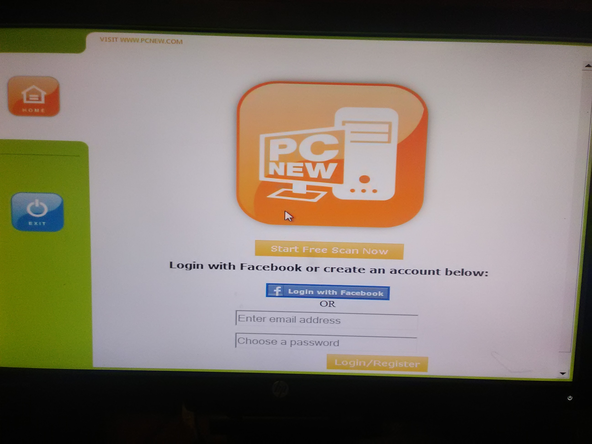 VISIT WWW.PCNEW.COM
HOME
PC
NEW
EXIT
Start Free Scan Now
Login with Facebook or create an account below:
f Login with Facebook
OR
Enter email address
Choose a password
Login/Register
hp